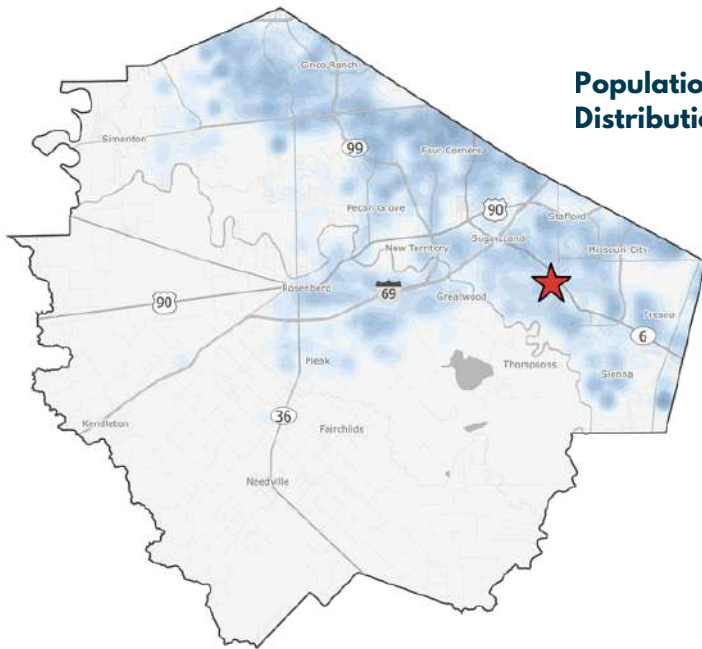 Populatio
Distributio
Cinco Ranch
Simonton
99
Four Corners
Pecan Grove
90
Stafford
Sugar Land
Missouri City
New Territory
Rosenberg
69
Greatwood
90
Fresno
6
Pleak
Thompsons
Sienna
36
Kendleton
Fairchilds
Needville